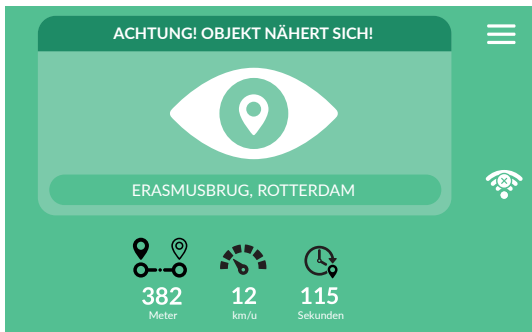 ACHTUNG! OBJEKT NÄHERT SICH!
ERASMUSBRUG, ROTTERDAM
382 12 115
Meter km/u Sekunden